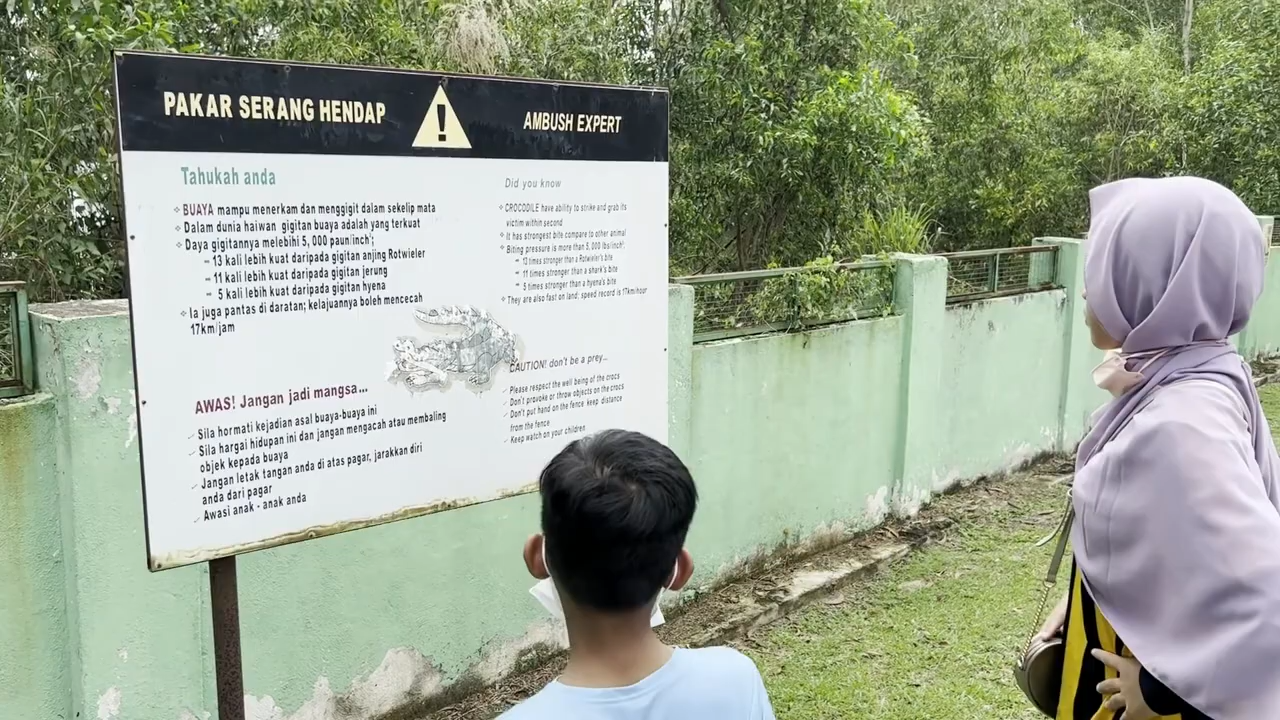 PAKAR SERANG HENDAP
!
AMBUSH EXPERT
Tahukah anda
BUAYA mampu menerkam dan menggigit dalam sekelip mata
Dalam dunia haiwan gigitan buaya adalah yang terkuat
Daya gigitannya melebihi 5, 000 paun/inch²;
13 kali lebih kuat daripada gigitan anjing Rotwieler
11 kali lebih kuat daripada gigitan jerung
5 kali lebih kuat daripada gigitan hyena
Ia juga pantas di daratan; kelajuannya boleh mencecah
17km/jam
AWAS! Jangan jadi mangsa...
Sila hormati kejadian asal buaya-buaya ini
Sila hargai hidupan ini dan jangan mengacah atau membaling
objek kepada buaya
Jangan letak tangan anda di atas pagar, jarakkan diri
anda dari pagar
Awasi anak - anak anda
Did you know
CROCODILE have ability to strike and grab its
victim within second
It has strongest bite compare to other animal
Biting pressure is more than 5, 000 lbs/inch²:
13 times stronger than a Rotwieler's bite
11 times stronger than a shark's bite
5 times stronger than a hyena's bite
They are also fast on land; speed record is 17km/hour
CAUTION! don't be a prey...
Please respect the well being of the crocs
Don't provoke or throw objects on the crocs
Don't put hand on the fence keep distance
from the fence
Keep watch on your children